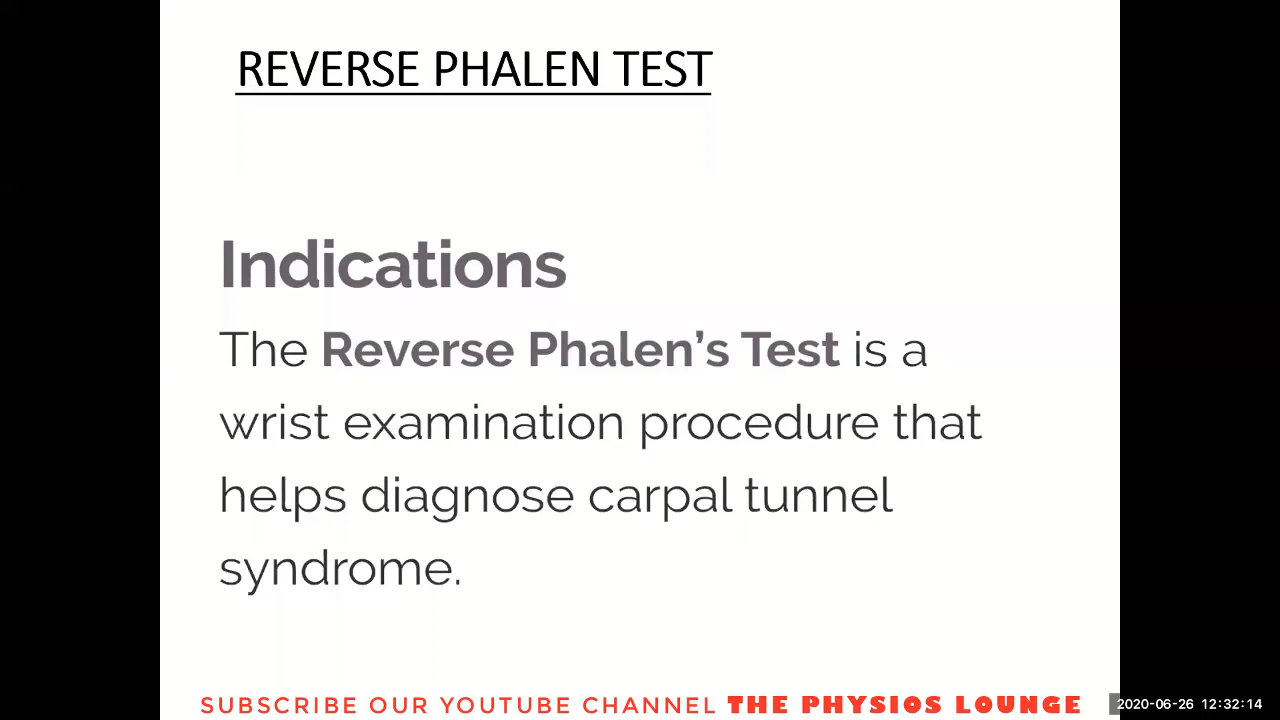 REVERSE PHALEN TEST
Indications
The Reverse Phalen’s Test is a
wrist examination procedure that
helps diagnose carpal tunnel
syndrome.
SUBSCRIBE OUR YOUTUBE CHANNEL THE PHYSIOS LOUNGE
2020-06-26 12:32:14